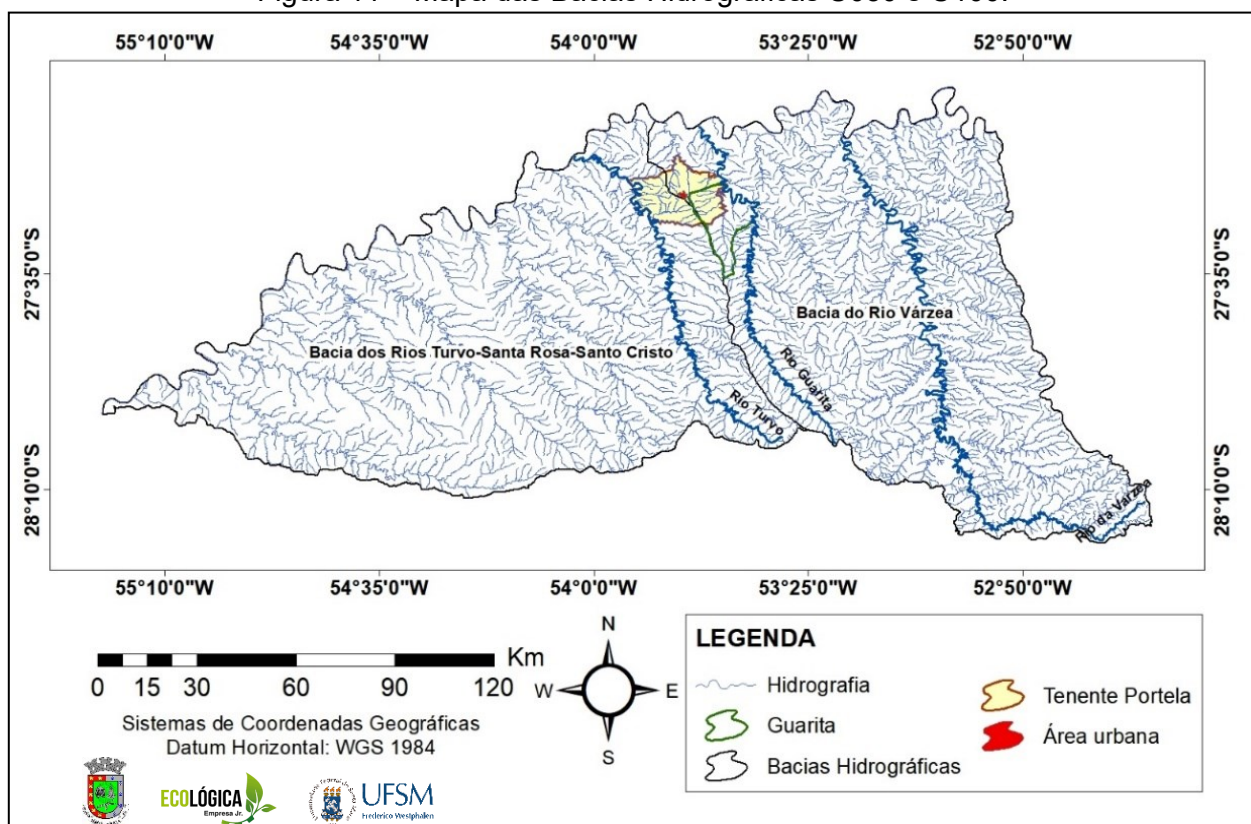 55°10'0"W 54°35'0"W 54°0'0"W 53°25'0"W 52°50'0"W
27°35'0"S 27°35'0"S
28°10'0"S 28°10'0"S
Bacia do Rio Várzea
Bacia dos Rios Turvo-Santa Rosa-Santo Cristo
Rio Guarita
Rio Turvo
Rio da Várzea
55°10'0"W 54°35'0"W 54°0'0"W 53°25'0"W 52°50'0"W
Km
0 15 30 60 90 120
Sistemas de Coordenadas Geográficas
Datum Horizontal: WGS 1984
N
W E
S
LEGENDA
Hidrografia
Guarita
Bacias Hidrográficas
Tenente Portela
Área urbana
ECOLÓGICA
Empresa Jr.
UFSM
Frederico Westphalen